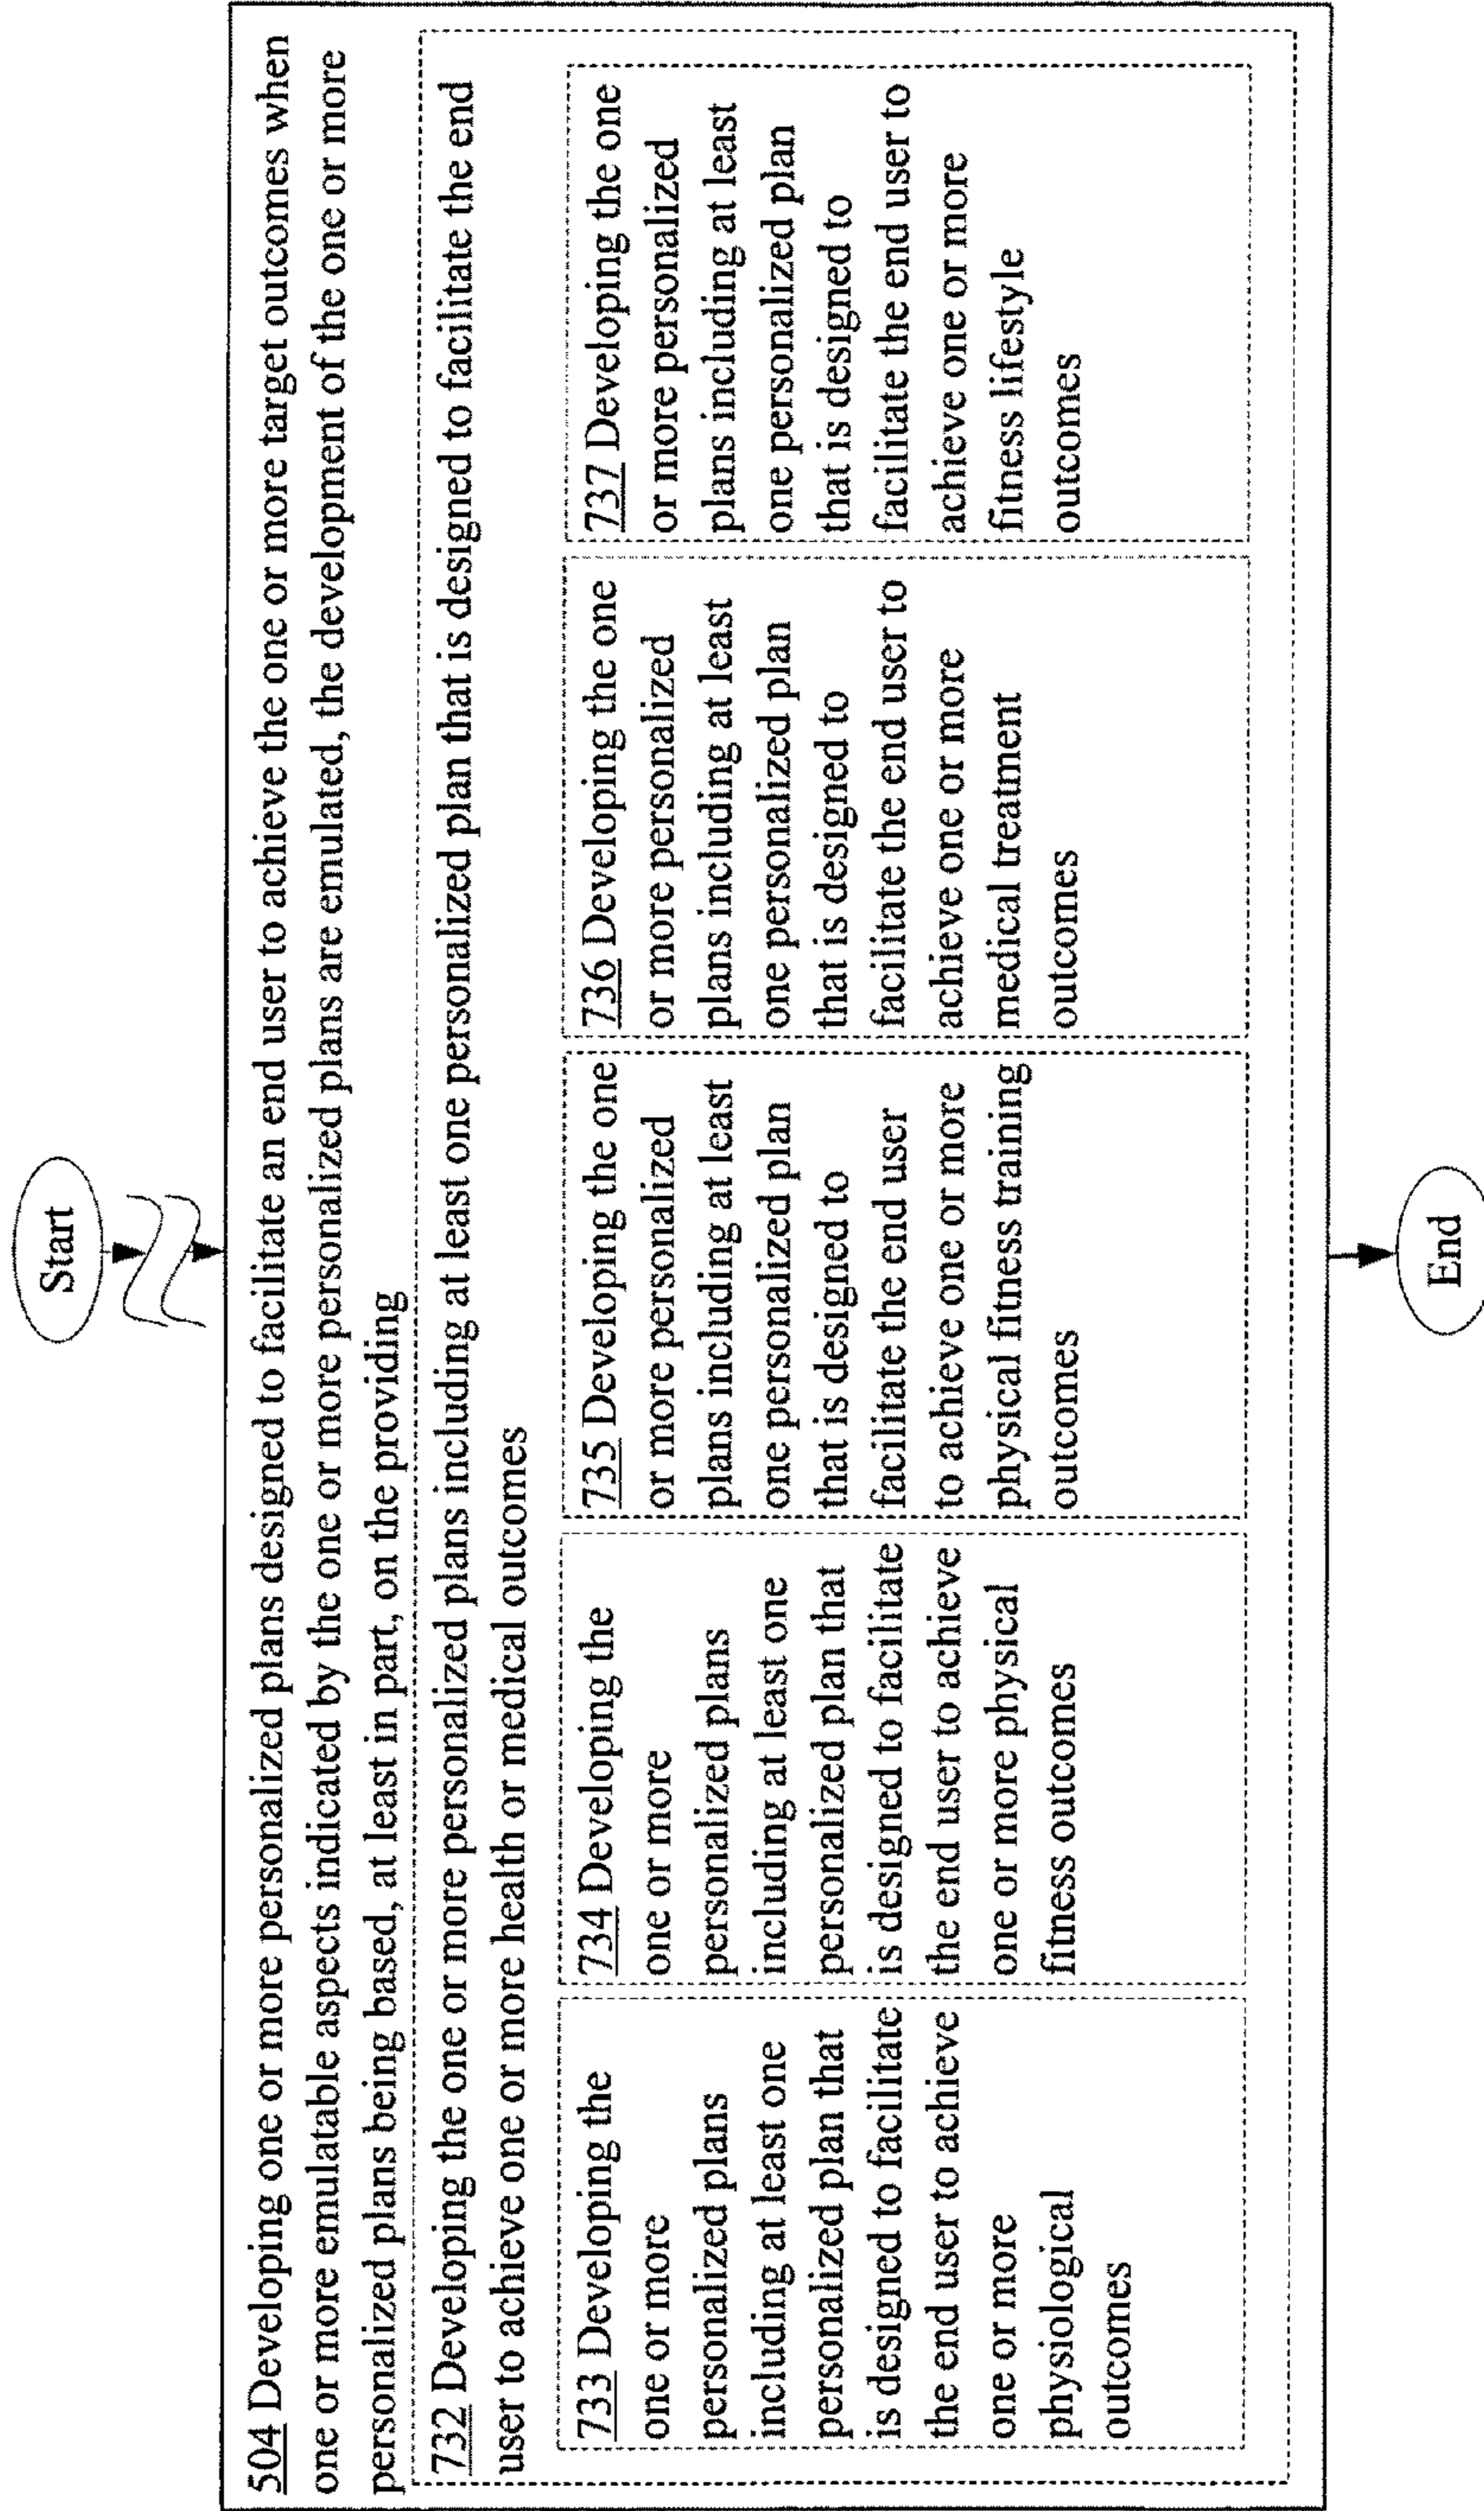 Start
504 Developing one or more personalized plans designed to facilitate an end user to achieve the one or more target outcomes when
one or more emulatable aspects indicated by the one or more personalized plans are emulated, the development of the one or more
personalized plans being based, at least in part, on the providing
732 Developing the one or more personalized plans including at least one personalized plan that is designed to facilitate the end
user to achieve one or more health or medical outcomes
733 Developing the
one or more
personalized plans
including at least one
personalized plan that
is designed to facilitate
the end user to achieve
one or more
physiological
outcomes
734 Developing the
one or more
personalized plans
including at least one
personalized plan that
is designed to facilitate
the end user to achieve
one or more physical
fitness outcomes
735 Developing the one
or more personalized
plans including at least
one personalized plan
that is designed to
facilitate the end user
to achieve one or more
physical fitness training
outcomes
736 Developing the one
or more personalized
plans including at least
one personalized plan
that is designed to
facilitate the end user to
achieve one or more
medical treatment
outcomes
737 Developing the one
or more personalized
plans including at least
one personalized plan
that is designed to
facilitate the end user to
achieve one or more
fitness lifestyle
outcomes
End